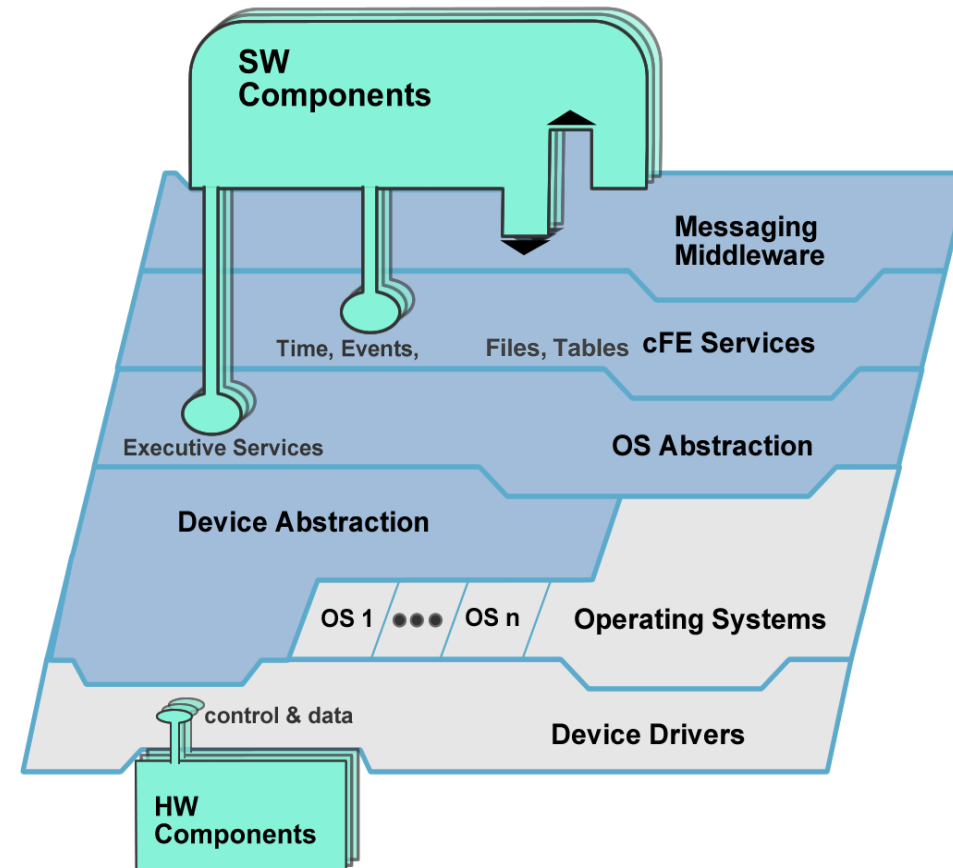 SW
Components
Messaging
Middleware
Time, Events,
Files, Tables
cFE Services
Executive Services
OS Abstraction
Device Abstraction
OS 1
OS n
Operating Systems
control & data
Device Drivers
HW
Components